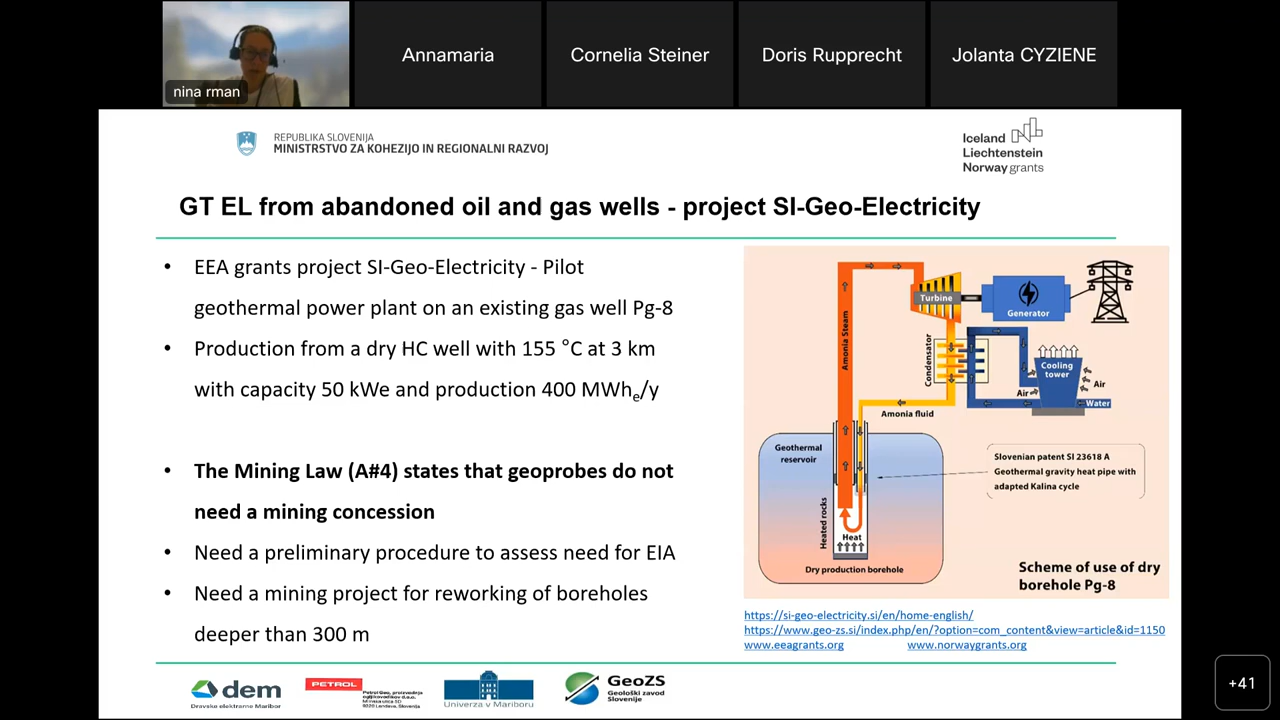 Annamaria
Cornelia Steiner
Doris Rupprecht
Jolanta CYZIENE
nina rman
REPUBLIKA SLOVENIJA
MINISTRSTVO ZA KOHEZIJO IN REGIONALNI RAZVOJ
Iceland
Liechtenstein
Norway grants
GT EL from abandoned oil and gas wells - project SI-Geo-Electricity
• EEA grants project SI-Geo-Electricity - Pilot
geothermal power plant on an existing gas well Pg-8
• Production from a dry HC well with 155 °C at 3 km
with capacity 50 kWe and production 400 MWhₑ/y
• The Mining Law (A#4) states that geoprobes do not
need a mining concession
• Need a preliminary procedure to assess need for EIA
• Need a mining project for reworking of boreholes
deeper than 300 m
Turbine
Generator
Amonia Steam
Condensator
Cooling
tower
Air
Air
Water
Amonia fluid
Geothermal
reservoir
Slovenian patent SI 23618 A
Geothermal gravity heat pipe with
adapted Kalina cycle
Heated rocks
Heat
Dry production borehole
Scheme of use of dry
borehole Pg-8
https://si-geo-electricity.si/en/home-english/
https://www.geo-zs.si/index.php/en/?option=com_content&view=article&id=1150
www.eeagrants.org www.norwaygrants.org
dem
Dravske elektrarne Maribor
PETROL
Petrol Geo, proizvodnja
ogljikovodikov d.o.o.
Univerza v Mariboru
GeoZS
Geološki zavod
Slovenije
+41